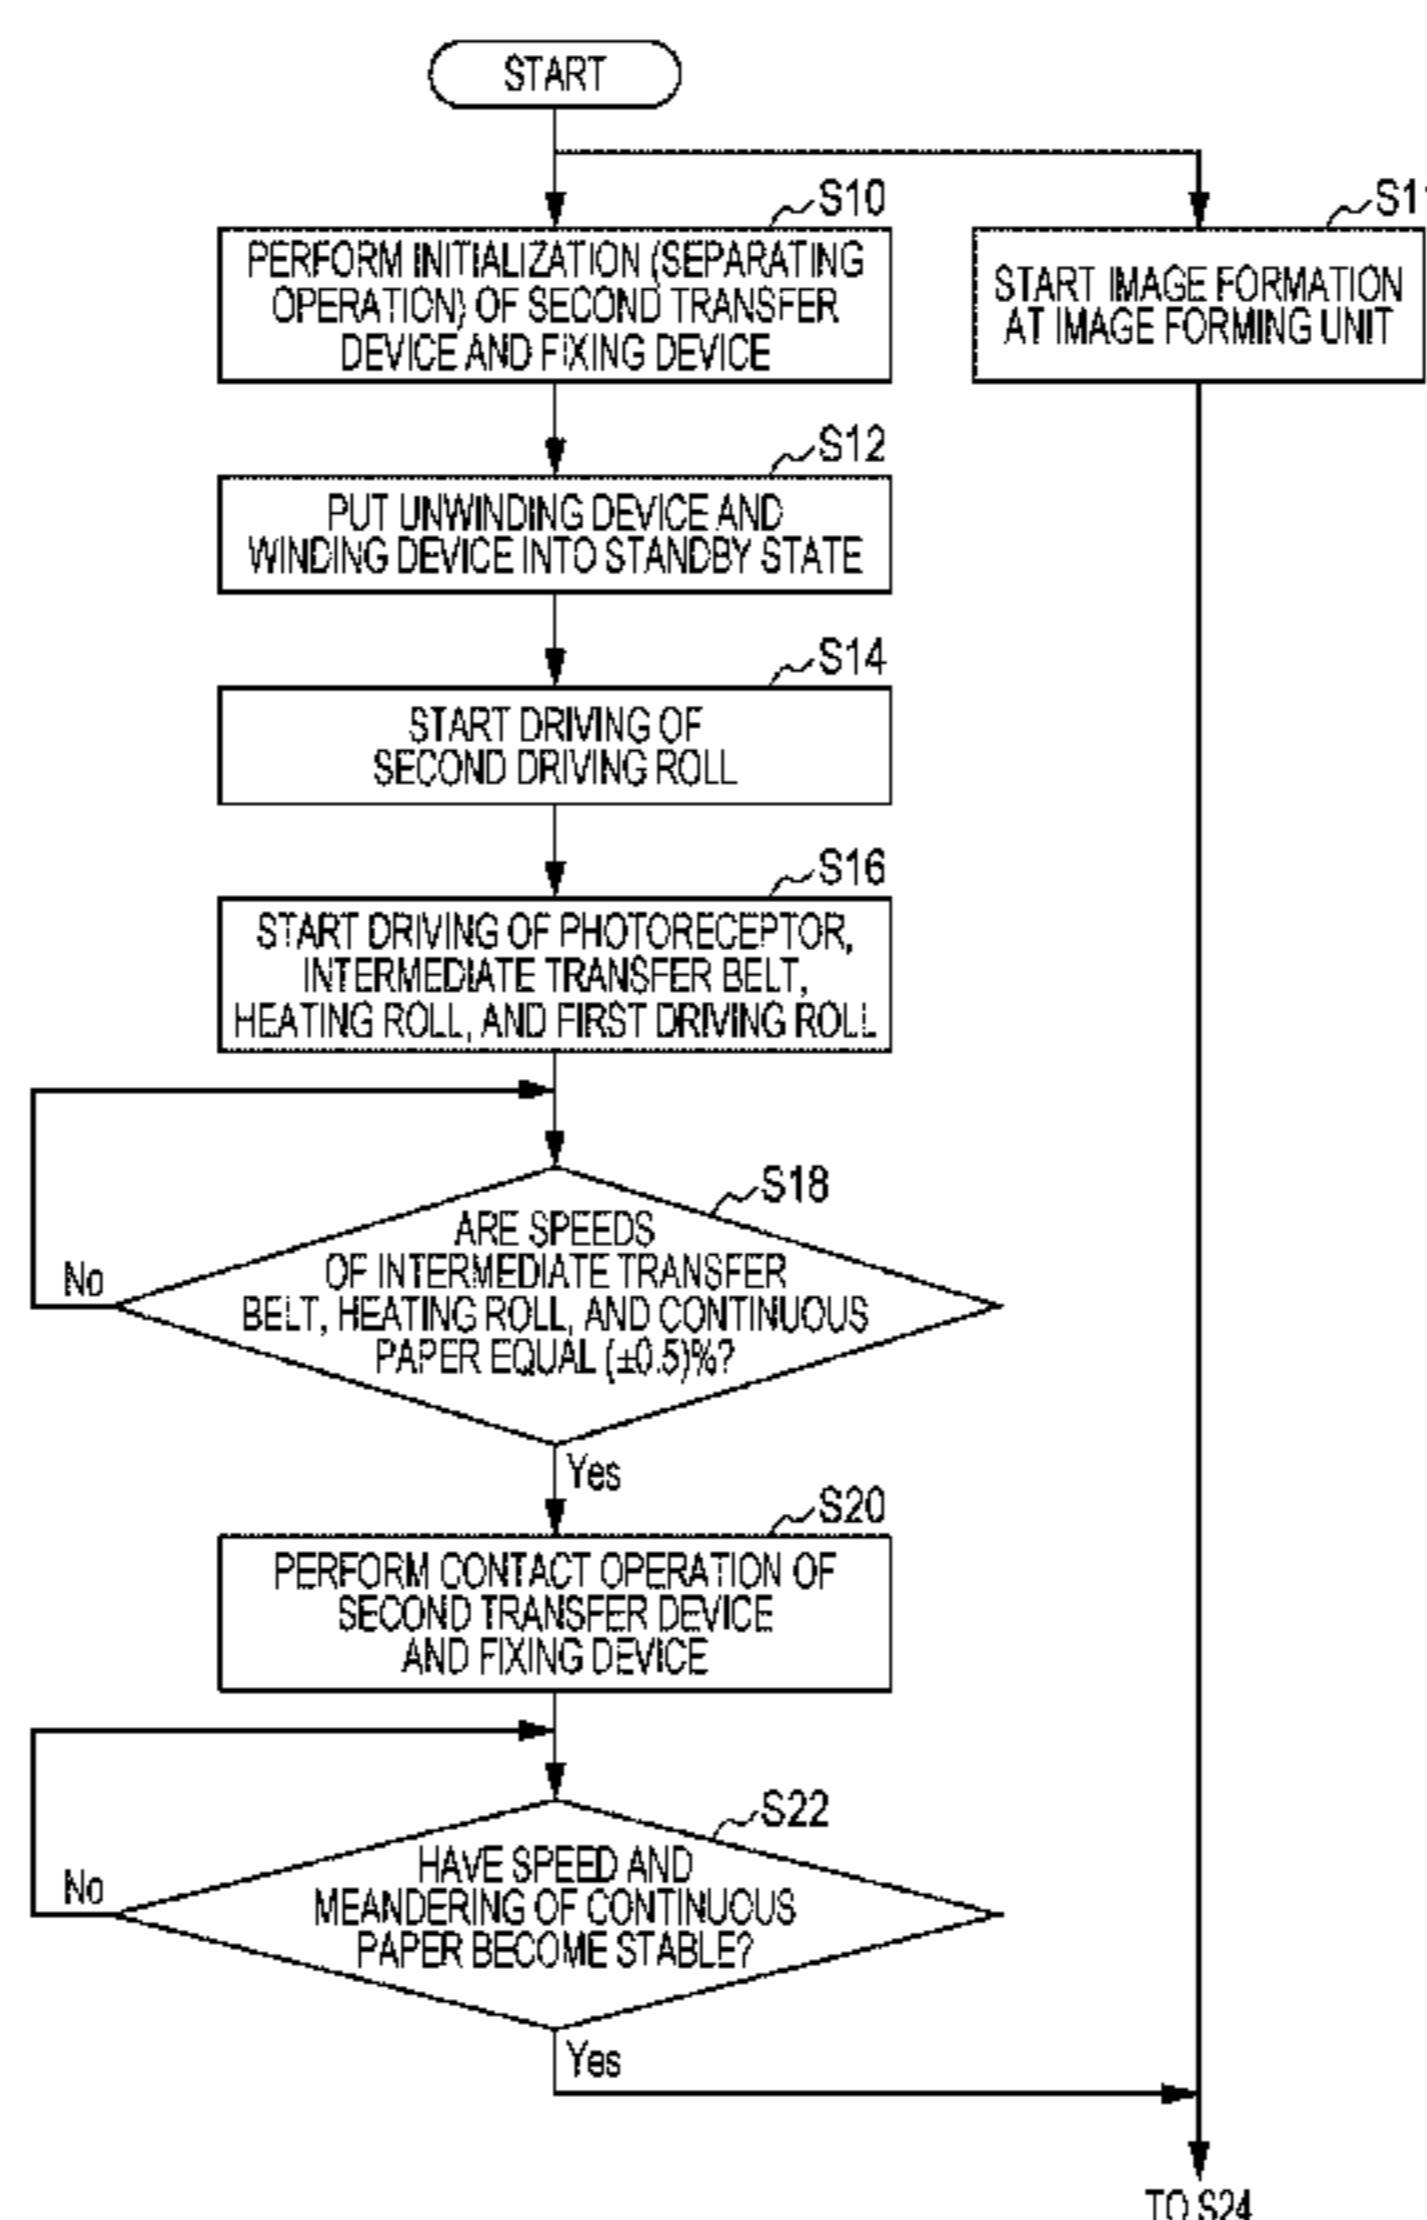 START
S10
PERFORM INITIALIZATION (SEPARATING
OPERATION) OF SECOND TRANSFER
DEVICE AND FIXING DEVICE
S11
START IMAGE FORMATION
AT IMAGE FORMING UNIT
S12
PUT UNWINDING DEVICE AND
WINDING DEVICE INTO STANDBY STATE
S14
START DRIVING OF
SECOND DRIVING ROLL
S16
START DRIVING OF PHOTORECEPTOR,
INTERMEDIATE TRANSFER BELT,
HEATING ROLL, AND FIRST DRIVING ROLL
S18
ARE SPEEDS
OF INTERMEDIATE TRANSFER
BELT, HEATING ROLL, AND CONTINUOUS
PAPER EQUAL (±0.5)%?
No
Yes
S20
PERFORM CONTACT OPERATION OF
SECOND TRANSFER DEVICE
AND FIXING DEVICE
S22
HAVE SPEED AND
MEANDERING OF CONTINUOUS
PAPER BECOME STABLE?
No
Yes
TO S24